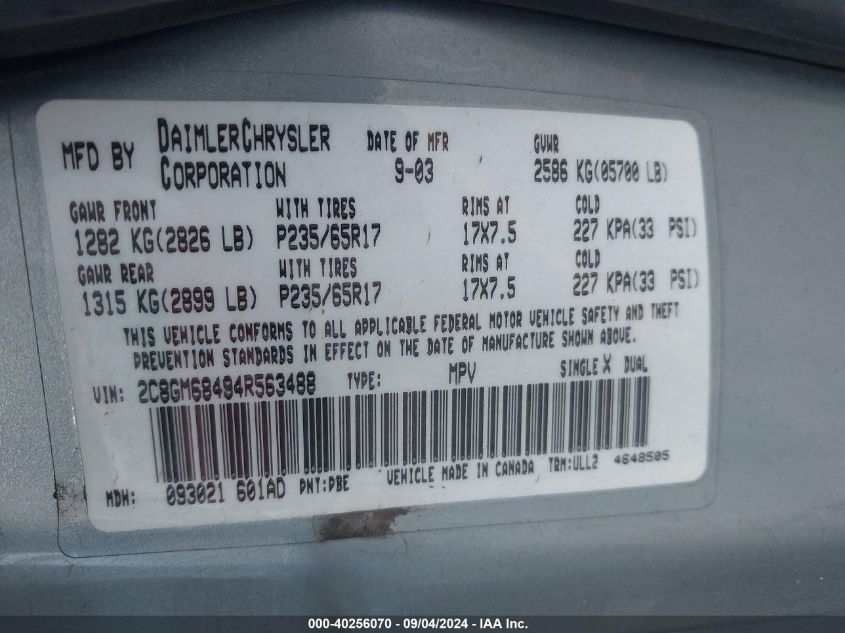 MFD BY DAIMLERCHRYSLER CORPORATION
DATE OF MFR 9-03
GVWR 2586 KG(05700 LB)
GAWR FRONT WITH TIRES RIMS AT COLD
1282 KG(2826 LB) P235/65R17 17X7.5 227 KPA(33 PSI)
GAWR REAR WITH TIRES RIMS AT COLD
1315 KG(2899 LB) P235/65R17 17X7.5 227 KPA(33 PSI)
THIS VEHICLE CONFORMS TO ALL APPLICABLE FEDERAL MOTOR VEHICLE SAFETY AND THEFT
PREVENTION STANDARDS IN EFFECT ON THE DATE OF MANUFACTURE SHOWN ABOVE.
VIN: 2C8GM68494R563488 TYPE: MPV SINGLE X DUAL
MDH: 093021 601AD PNT:PBE VEHICLE MADE IN CANADA TRM:ULL2 4648505
000-40256070 - 09/04/2024 - IAA Inc.